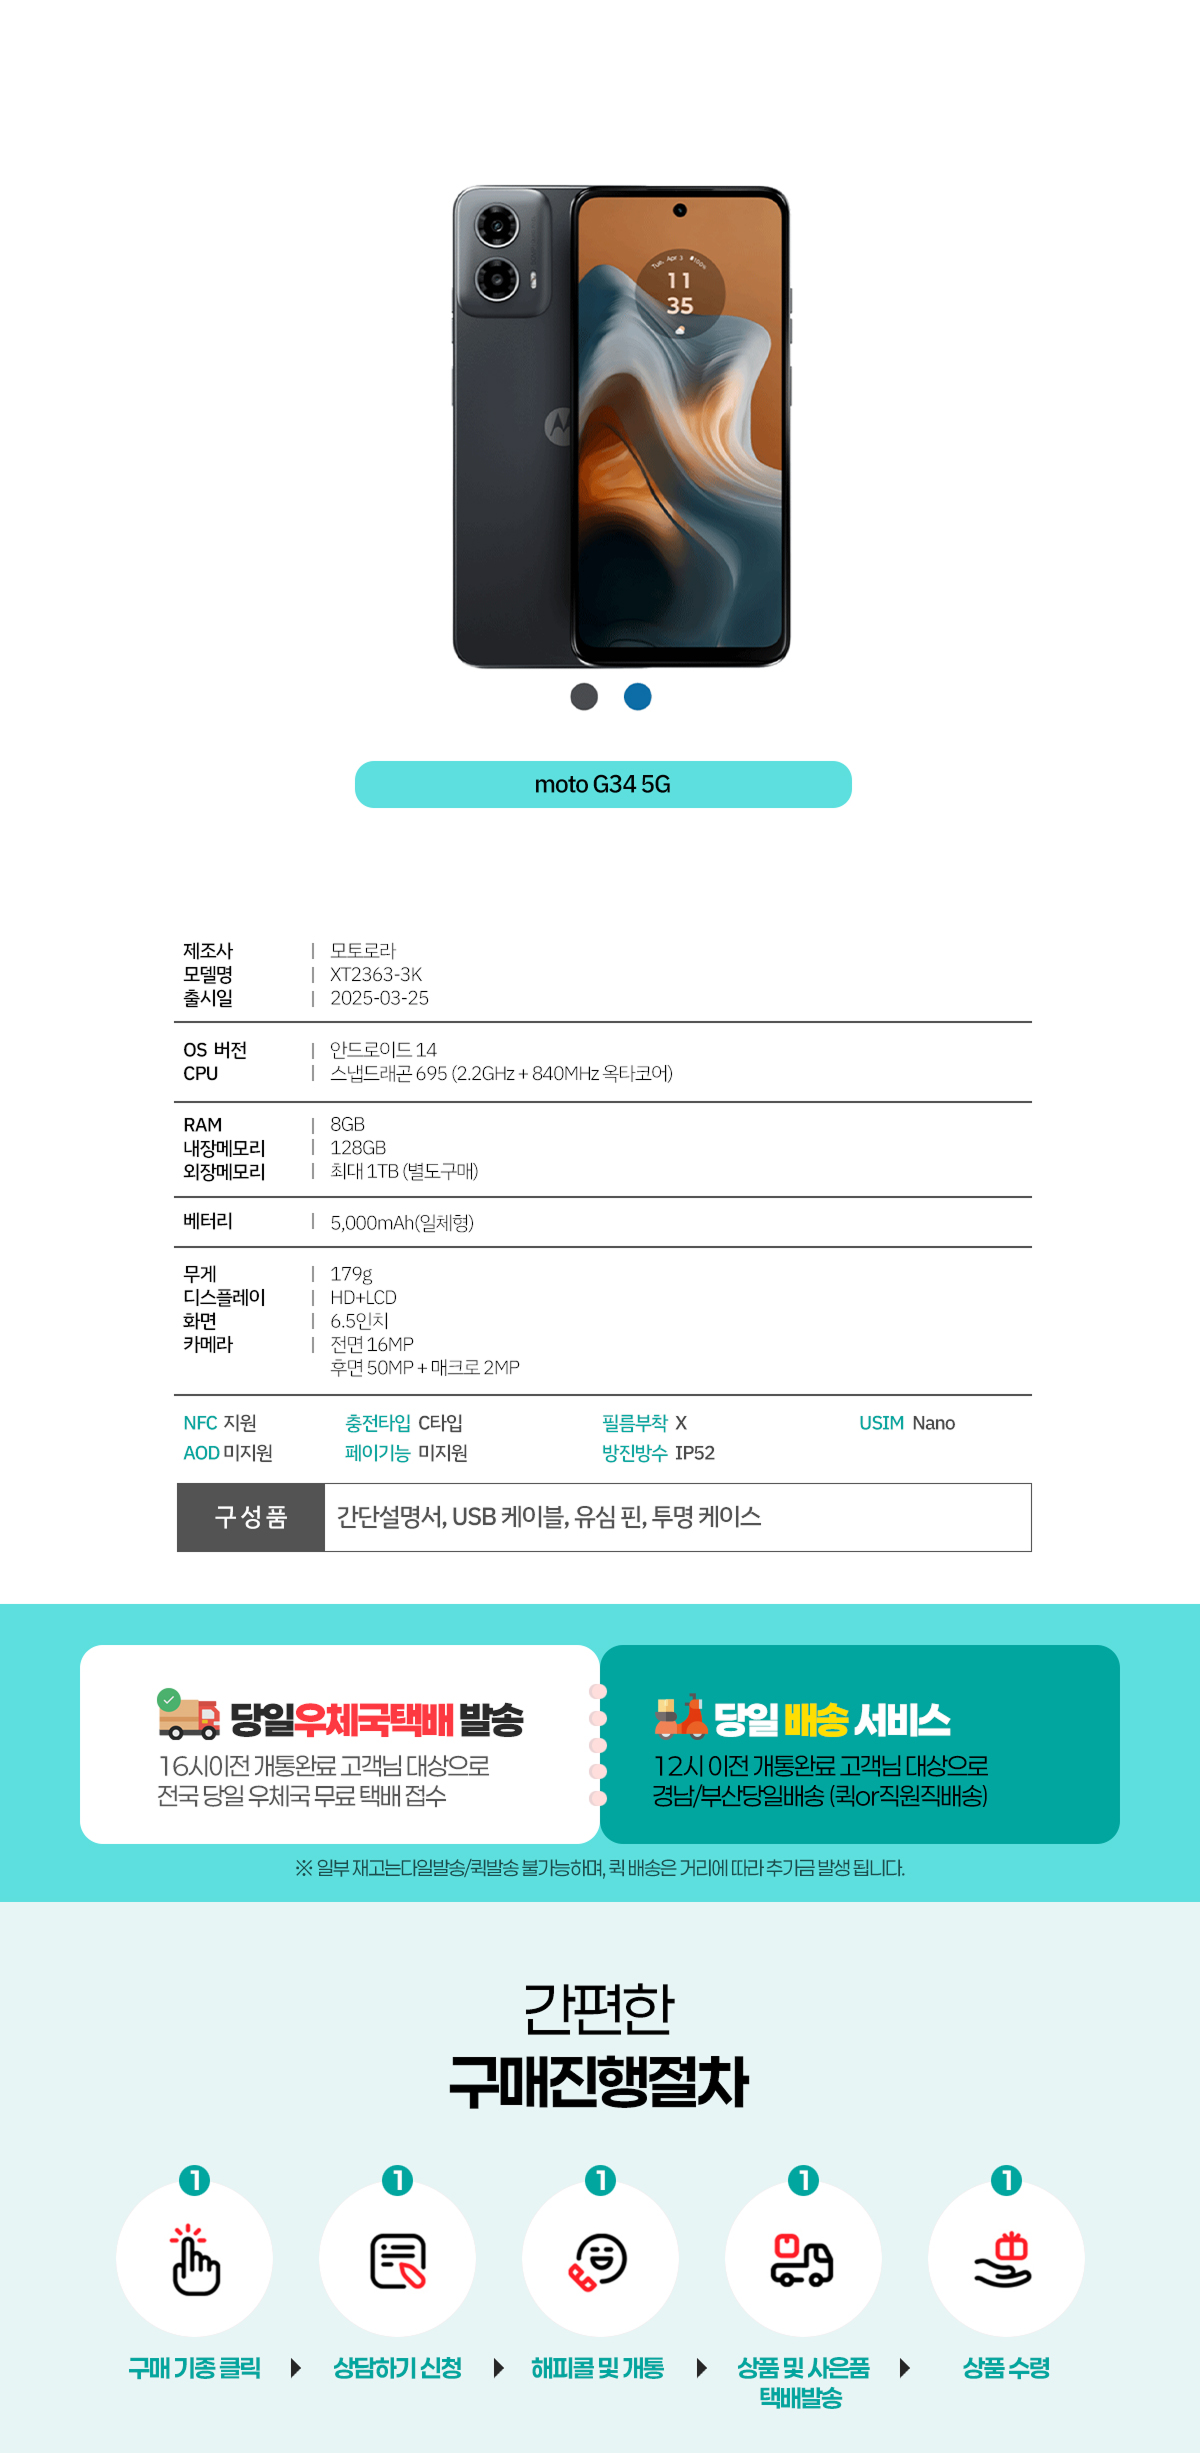 Tue, Apr 3 100%
11
35
moto G34 5G
제조사 | 모토로라
모델명 | XT2363-3K
출시일 | 2025-03-25
OS 버전 | 안드로이드 14
CPU | 스냅드래곤 695 (2.2GHz + 840MHz 옥타코어)
RAM | 8GB
내장메모리 | 128GB
외장메모리 | 최대 1TB (별도구매)
베터리 | 5,000mAh(일체형)
무게 | 179g
디스플레이 | HD+LCD
화면 | 6.5인치
카메라 | 전면 16MP
후면 50MP + 매크로 2MP
NFC 지원 충전타입 C타입 필름부착 X USIM Nano
AOD 미지원 페이기능 미지원 방진방수 IP52
구성품 간단설명서, USB 케이블, 유심 핀, 투명 케이스
당일우체국택배 발송
16시이전 개통완료 고객님 대상으로
전국 당일 우체국 무료 택배 접수
당일 배송 서비스
12시 이전 개통완료 고객님 대상으로
경남/부산당일배송 (퀵or직원직배송)
※ 일부 재고는다일발송/퀵발송 불가능하며, 퀵 배송은 거리에 따라 추가금 발생 됩니다.
간편한
구매진행절차
1 1 1 1 1
구매 기종 클릭 상담하기 신청 해피콜 및 개통 상품 및 사은품 상품 수령
택배발송